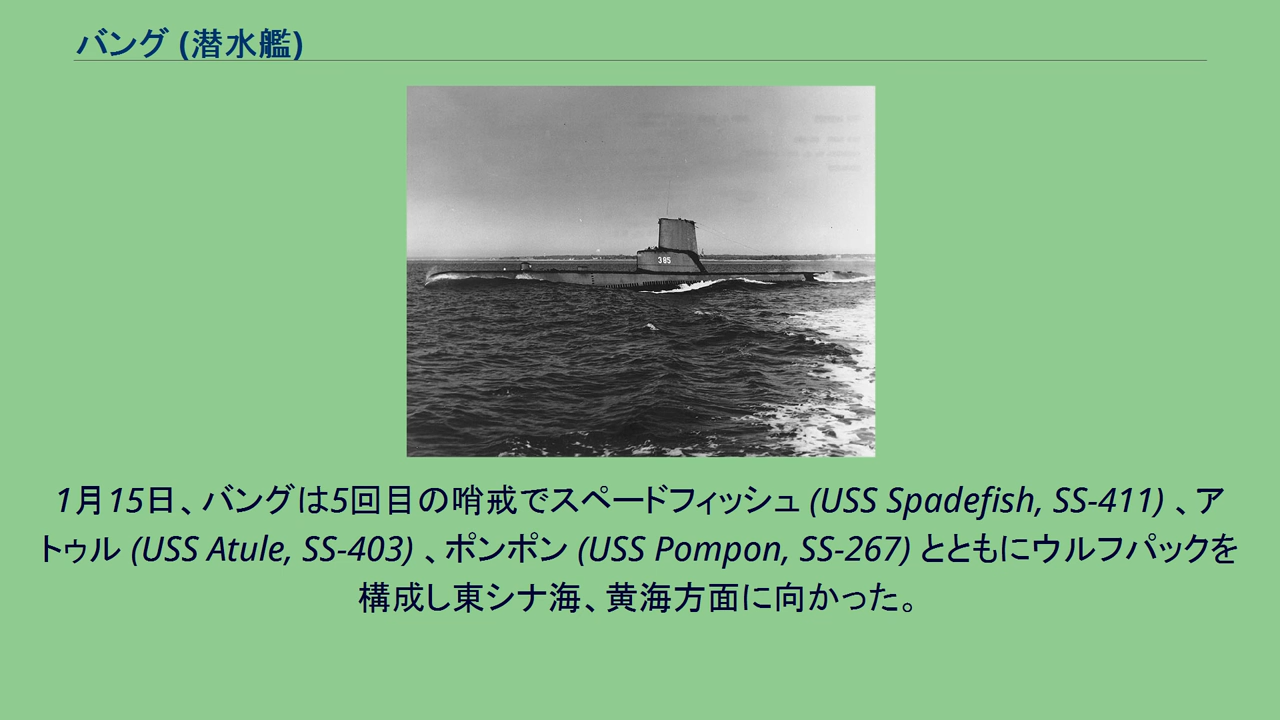 バング (潜水艦)
385
1月15日、バングは5回目の哨戒でスペードフィッシュ (USS Spadefish, SS-411) 、ア
トゥル (USS Atule, SS-403) 、ポンポン (USS Pompon, SS-267) とともにウルフパックを
構成し東シナ海、黄海方面に向かった。